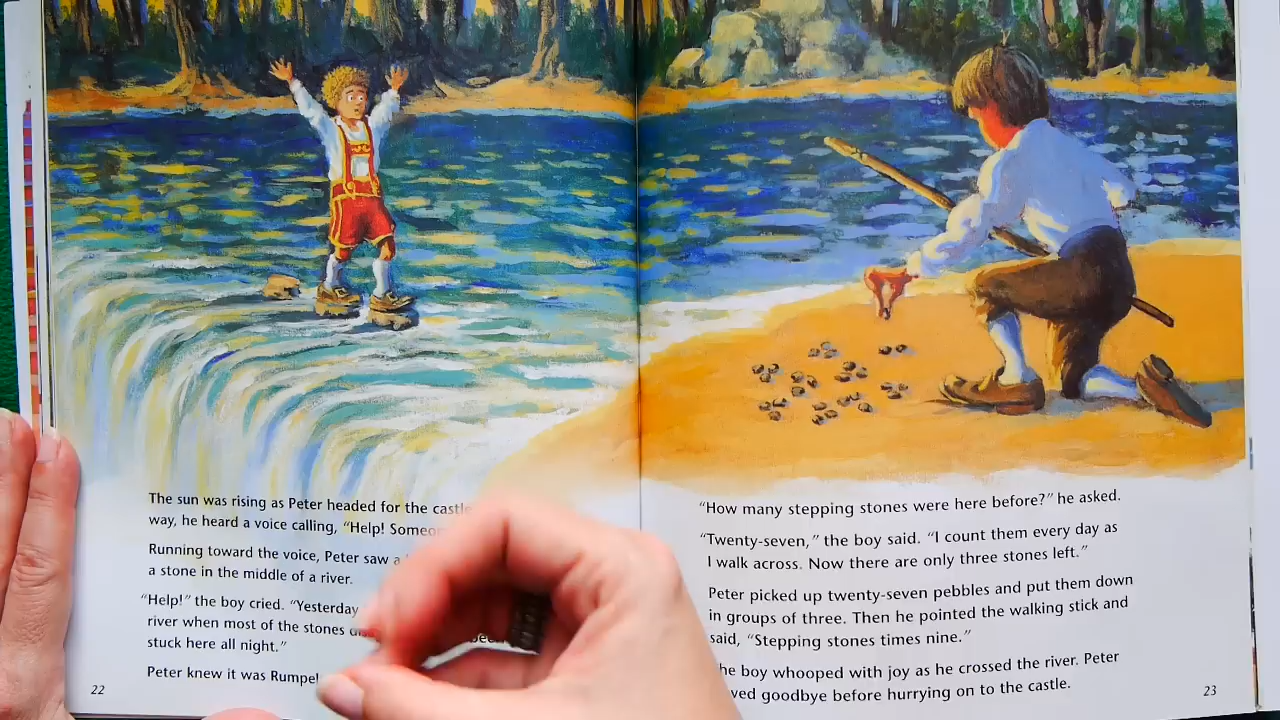 The sun was rising as Peter headed for the castle
way, he heard a voice calling, "Help!
Running toward the voice, Peter saw a
a stone in the middle of a river.
"Help!" the boy cried. "Yesterday
river when most of the stones
stuck here all night."
Peter knew it was
22
"How many stepping stones were here before?" he asked.
"Twenty-seven," the boy said. "I count them every day as
I walk across. Now there are only three stones left."
Peter picked up twenty-seven pebbles and put them down
in groups of three. Then he pointed the walking stick and
said, "Stepping stones times nine."
he boy whooped with joy as he crossed the river. Peter
ved goodbye before hurrying on to the castle.
23